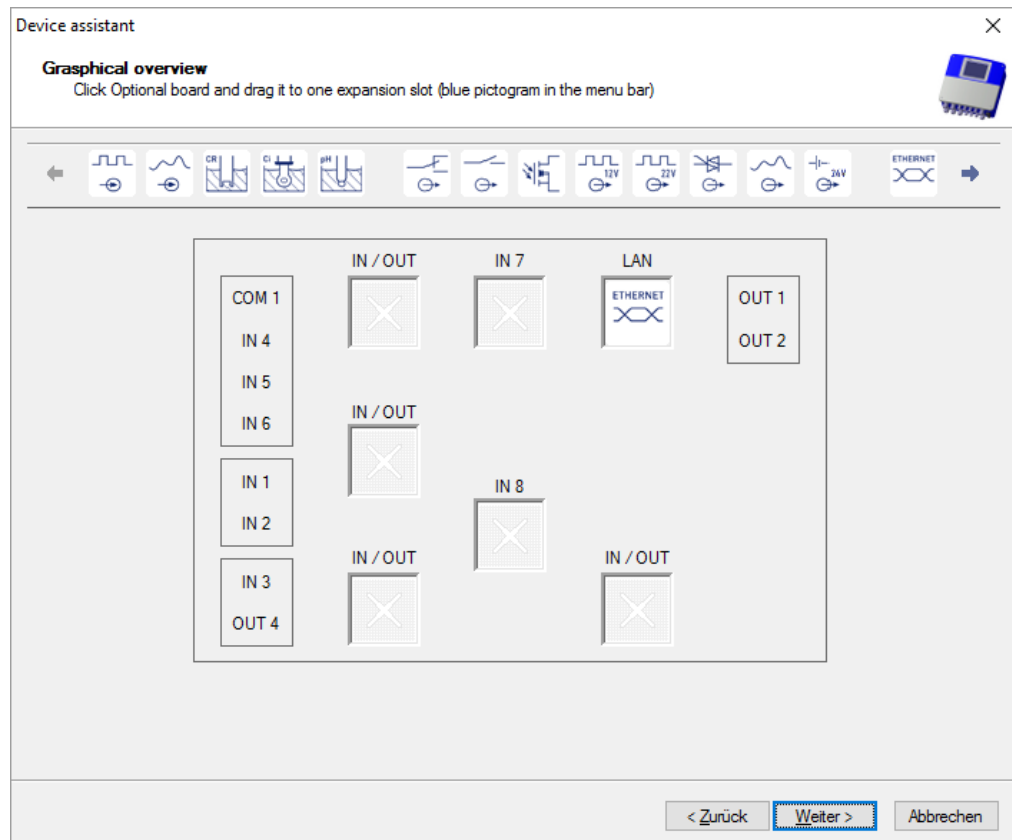 Device assistant
Grasphical overview
Click Optional board and drag it to one expansion slot (blue pictogram in the menu bar)
CR
Ci
pH
12V
22V
24V
ETHERNET
IN / OUT
IN 7
LAN
COM 1
IN 4
IN 5
IN 6
ETHERNET
OUT 1
OUT 2
IN / OUT
IN 1
IN 2
IN 8
IN / OUT
IN / OUT
IN 3
OUT 4
< Zurück
Weiter >
Abbrechen